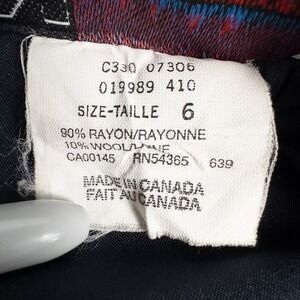 C330 07306
019989 410
SIZE-TAILLE 6
90% RAYON/RAYONNE
10% WOOL/LAINE
CA00145 RN54365 639
MADE IN CANADA
FAIT AU CANADA